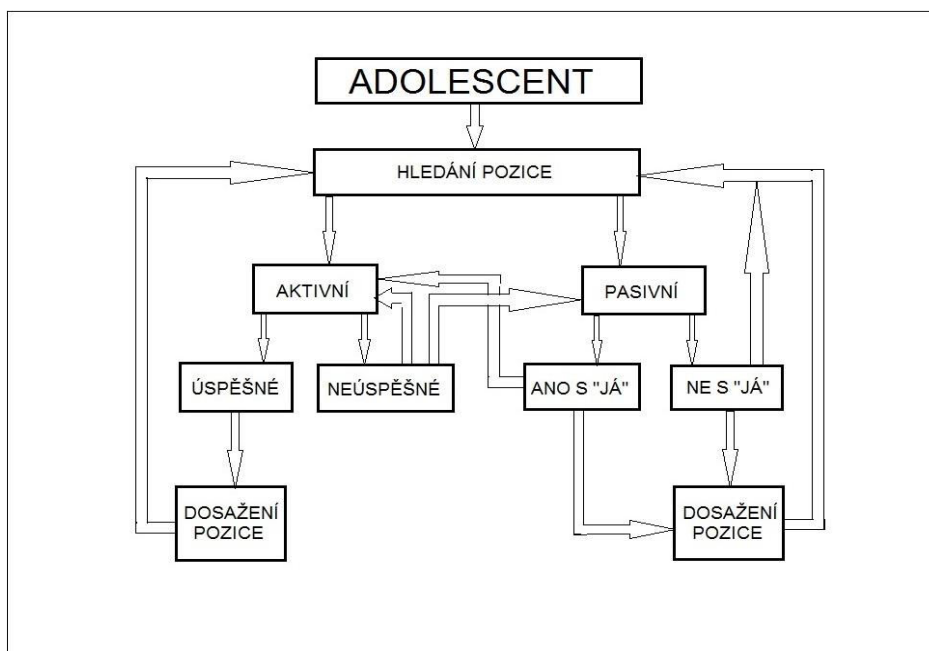 ADOLESCENT
HLEDÁNÍ POZICE
AKTIVNÍ
PASIVNÍ
ÚSPĚŠNÉ
NEÚSPĚŠNÉ
ANO S "JÁ"
NE S "JÁ"
DOSAŽENÍ
POZICE
DOSAŽENÍ
POZICE